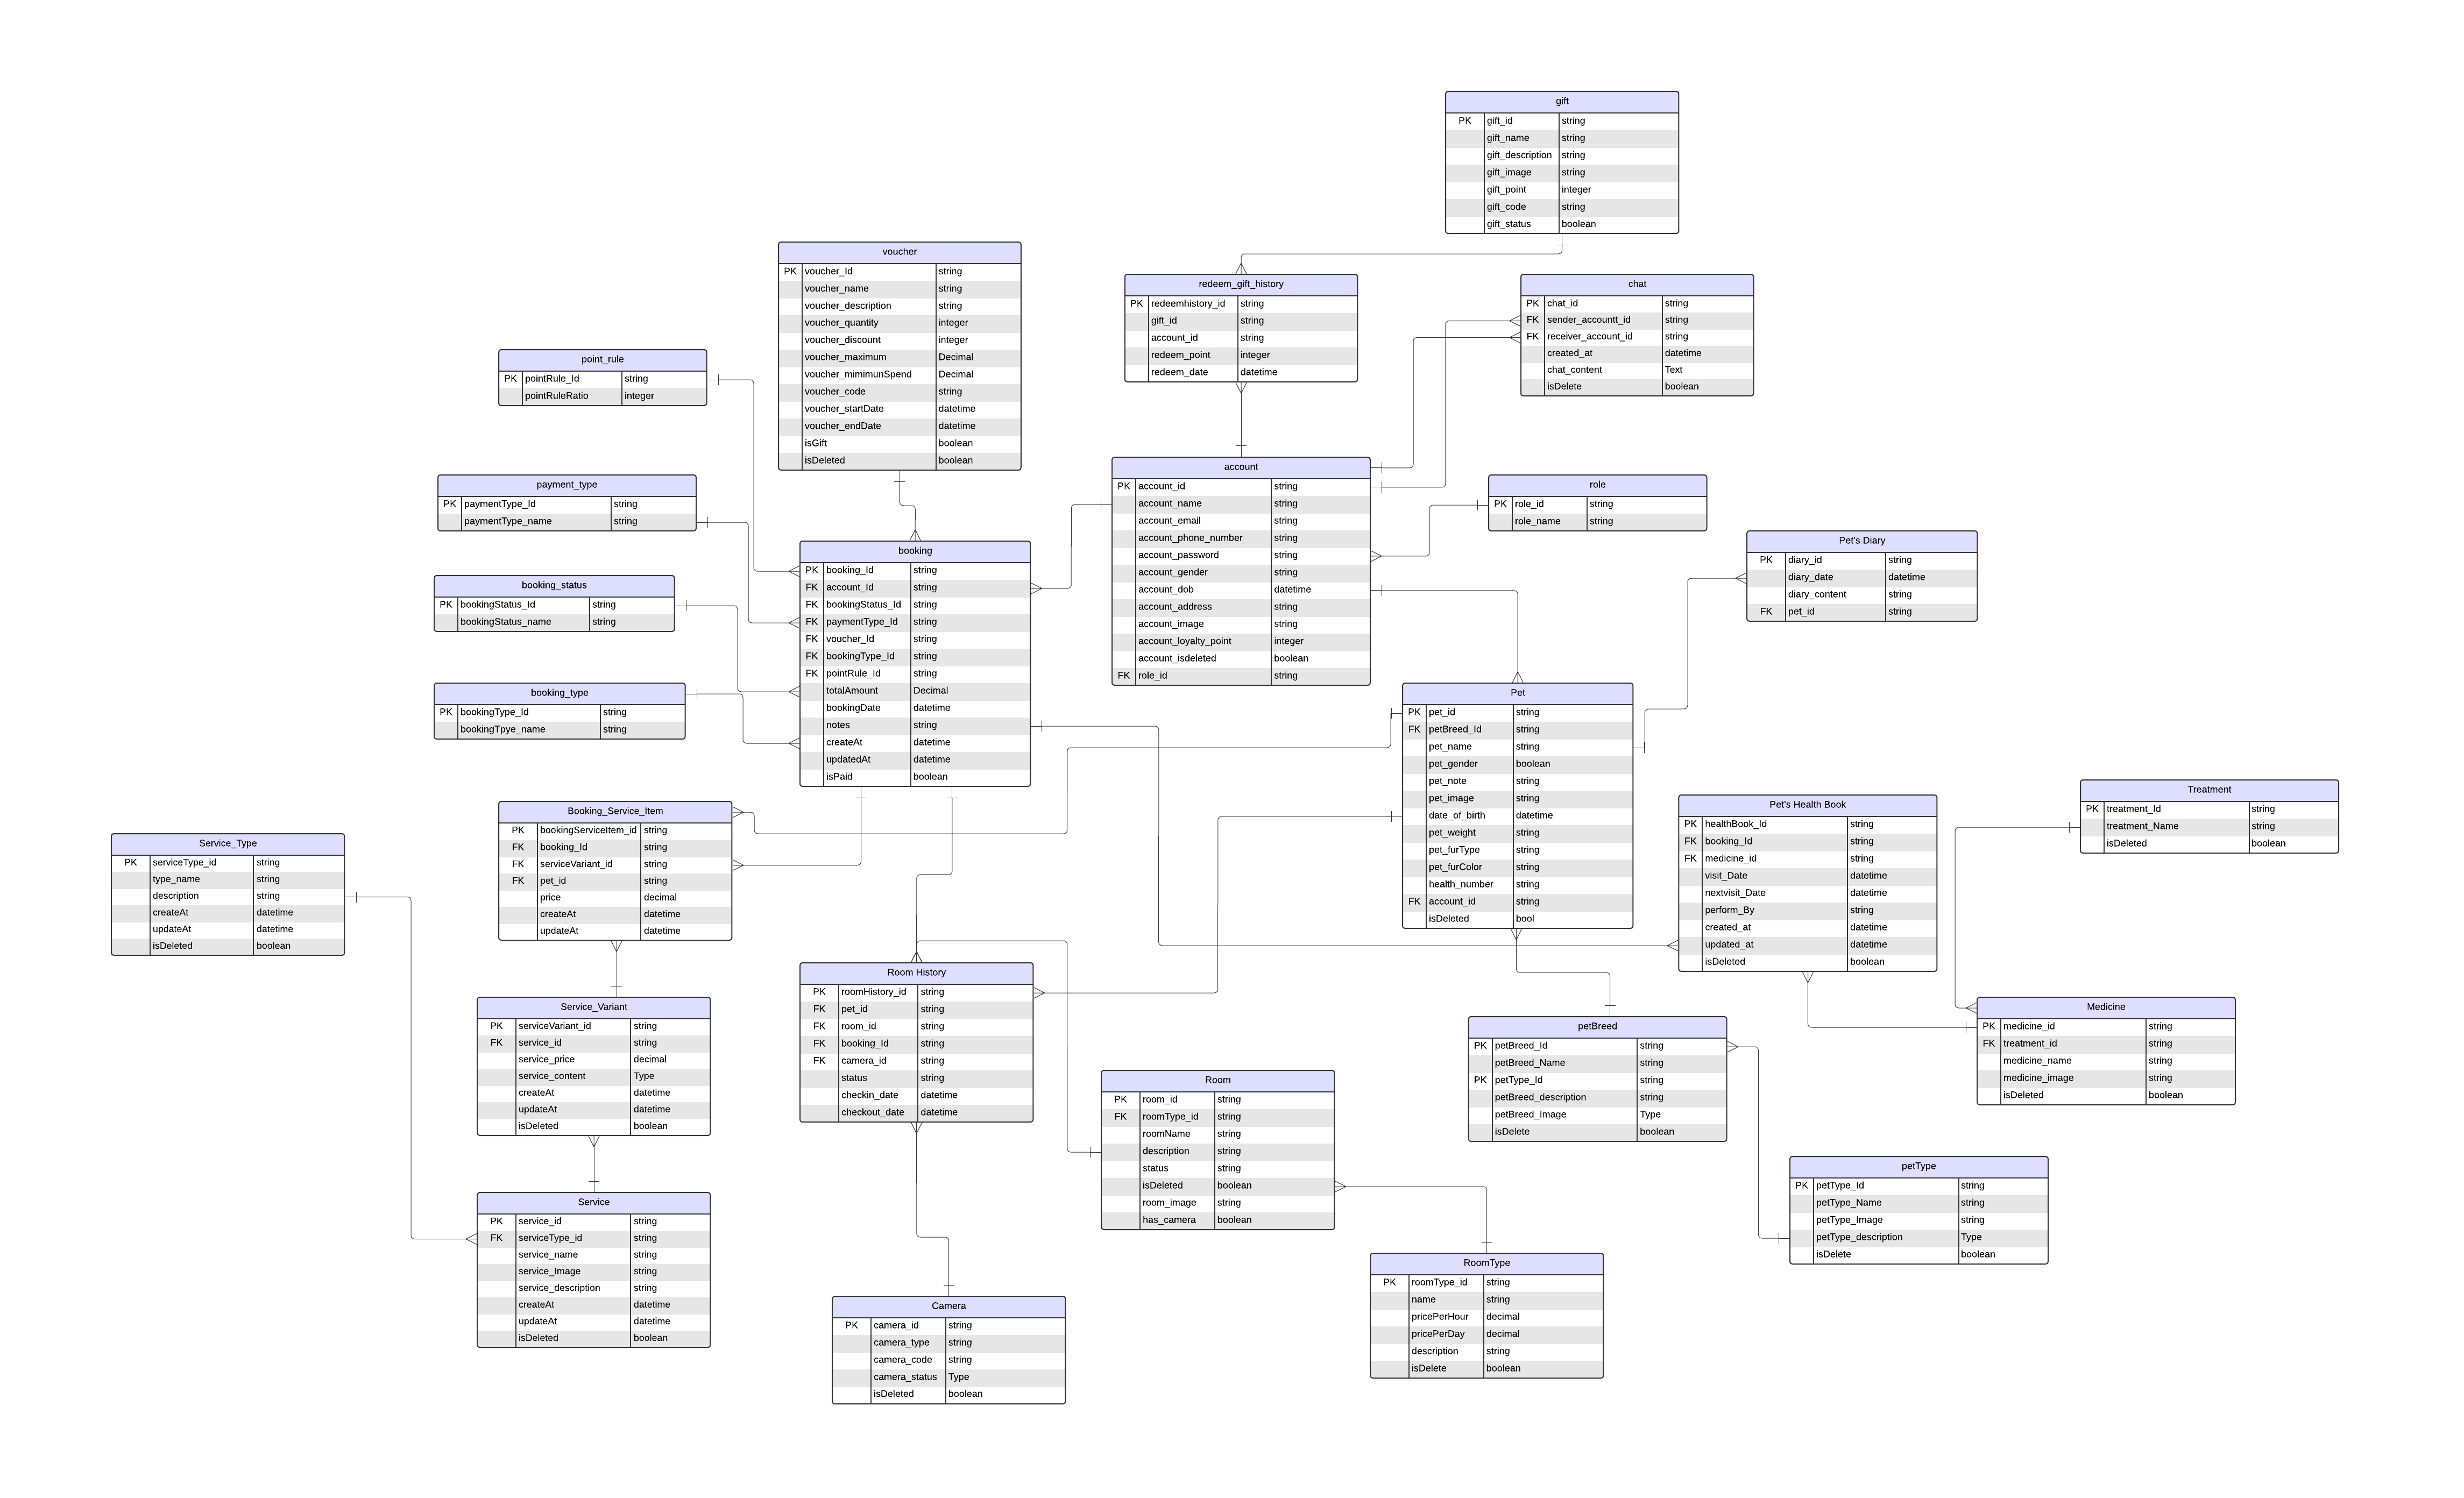 gift
PK gift_id string
gift_name string
gift_description string
gift_image string
gift_point integer
gift_code string
gift_status boolean
voucher
PK voucher_Id string
voucher_name string
voucher_description string
voucher_quantity integer
voucher_discount integer
voucher_maximum Decimal
voucher_mimimunSpend Decimal
voucher_code string
voucher_startDate datetime
voucher_endDate datetime
isGift boolean
isDeleted boolean
redeem_gift_history
PK redeemhistory_id string
gift_id string
account_id string
redeem_point integer
redeem_date datetime
chat
PK chat_id string
FK sender_accountt_id string
FK receiver_account_id string
created_at datetime
chat_content Text
isDelete boolean
point_rule
PK pointRule_Id string
pointRuleRatio integer
payment_type
PK paymentType_Id string
paymentType_name string
account
PK account_id string
account_name string
account_email string
account_phone_number string
account_password string
account_gender string
account_dob datetime
account_address string
account_image string
account_loyalty_point integer
account_isdeleted boolean
FK role_id string
role
PK role_id string
role_name string
Pet's Diary
PK diary_id string
diary_date datetime
diary_content string
FK pet_id string
booking
PK booking_Id string
FK account_Id string
FK bookingStatus_Id string
FK paymentType_Id string
FK voucher_Id string
FK bookingType_Id string
FK pointRule_Id string
totalAmount Decimal
bookingDate datetime
notes string
createAt datetime
updatedAt datetime
isPaid boolean
booking_status
PK bookingStatus_Id string
bookingStatus_name string
booking_type
PK bookingType_Id string
bookingTpye_name string
Pet
PK pet_id string
FK petBreed_Id string
pet_name string
pet_gender boolean
pet_note string
pet_image string
date_of_birth datetime
pet_weight string
pet_furType string
pet_furColor string
health_number string
FK account_id string
isDeleted bool
Treatment
PK treatment_Id string
treatment_Name string
isDeleted boolean
Pet's Health Book
PK healthBook_Id string
FK booking_Id string
FK medicine_id string
visit_Date datetime
nextvisit_Date datetime
perform_By string
created_at datetime
updated_at datetime
isDeleted boolean
Booking_Service_Item
PK bookingServiceItem_id string
FK booking_Id string
FK serviceVariant_id string
FK pet_id string
price decimal
createAt datetime
updateAt datetime
Service_Type
PK serviceType_id string
type_name string
description string
createAt datetime
updateAt datetime
isDeleted boolean
Room History
PK roomHistory_id string
FK pet_id string
FK room_id string
FK booking_Id string
FK camera_id string
status string
checkin_date datetime
checkout_date datetime
Service_Variant
PK serviceVariant_id string
FK service_id string
service_price decimal
service_content Type
createAt datetime
updateAt datetime
isDeleted boolean
Medicine
PK medicine_id string
FK treatment_id string
medicine_name string
medicine_image string
isDeleted boolean
petBreed
PK petBreed_Id string
petBreed_Name string
PK petType_Id string
petBreed_description string
petBreed_Image Type
isDelete boolean
Room
PK room_id string
FK roomType_id string
roomName string
description string
status string
isDeleted boolean
room_image string
has_camera boolean
petType
PK petType_Id string
petType_Name string
petType_Image string
petType_description Type
isDelete boolean
Service
PK service_id string
FK serviceType_id string
service_name string
service_Image string
service_description string
createAt datetime
updateAt datetime
isDeleted boolean
RoomType
PK roomType_id string
name string
pricePerHour decimal
pricePerDay decimal
description string
isDelete boolean
Camera
PK camera_id string
camera_type string
camera_code string
camera_status Type
isDeleted boolean